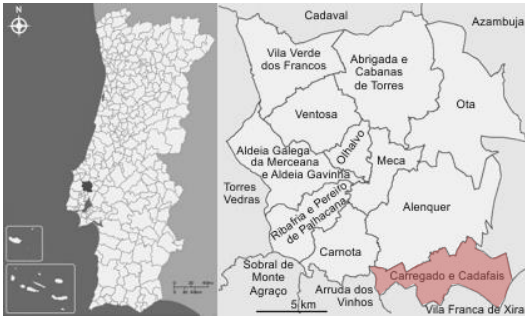 Cadaval
Azambuja
Vila Verde
dos Francos
Abrigada e
Cabanas
de Torres
Ota
Ventosa
Olhalvo
Aldeia Galega
da Merceana
e Aldeia Gavinha
Meca
Torres
Vedras
Ribafria e Pereiro
de Palhacana
Alenquer
Carnota
Sobral de
Monte
Agraço
Arruda dos
Vinhos
Carregado e Cadafais
5 km
Vila Franca de Xira